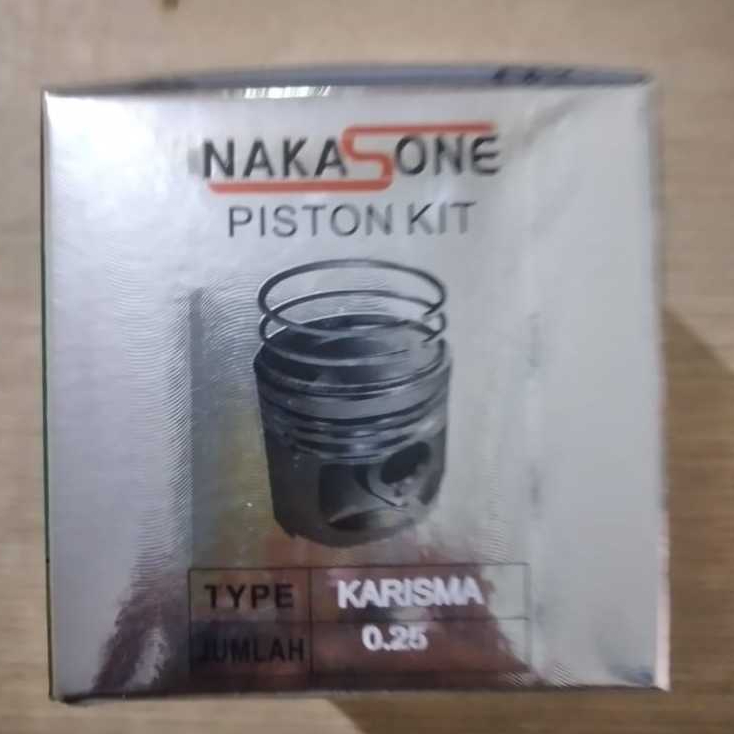 NAKASONE
PISTON KIT
TYPE KARISMA
JUMLAH 0.25